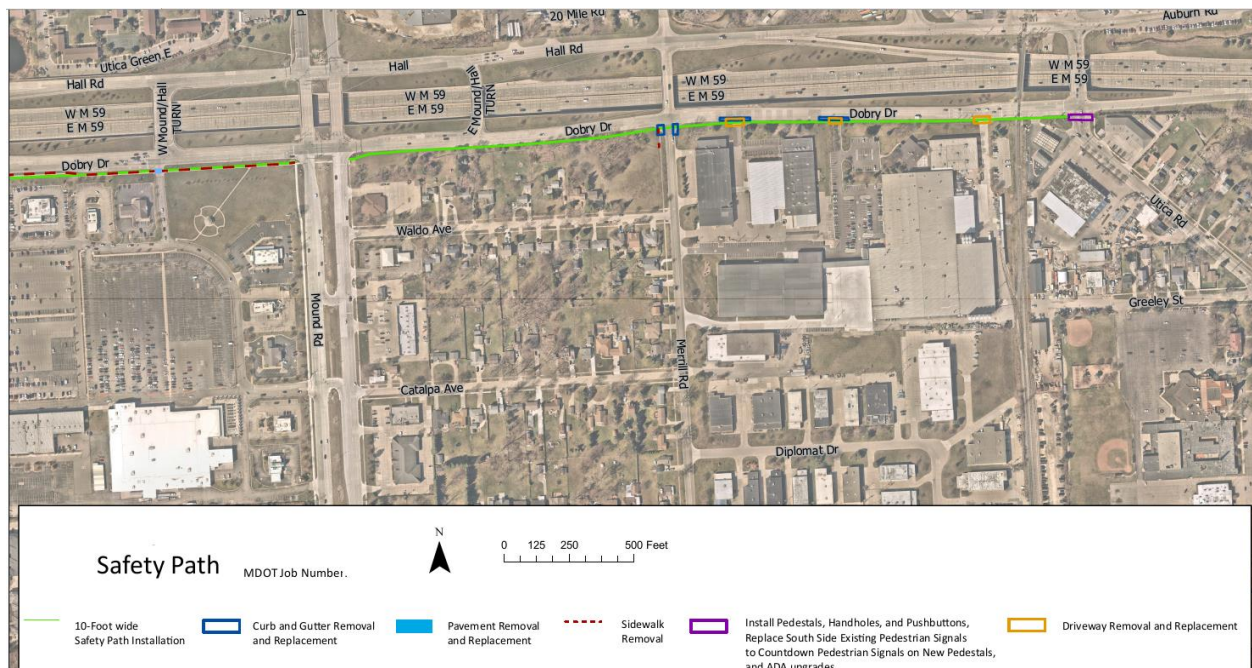 20 Mile Rd
Auburn Rd
Utica Green E
Hall Rd
Hall
Hall Rd
W M 59
E M 59
W Mound/Hall
TURN
W M 59
E M 59
E Mound/Hall
TURN
W M 59
E M 59
W M 59
E M 59
Dobry Dr
Dobry Dr
Dobry Dr
Utica Rd
Waldo Ave
Mound Rd
Merrill Rd
Greeley St
Catalpa Ave
Diplomat Dr
Safety Path
MDOT Job Number.
N
0 125 250 500 Feet
10-Foot wide
Safety Path Installation
Curb and Gutter Removal
and Replacement
Pavement Removal
and Replacement
Sidewalk
Removal
Install Pedestals, Handholes, and Pushbuttons,
Replace South Side Existing Pedestrian Signals
to Countdown Pedestrian Signals on New Pedestals,
and ADA upgrades
Driveway Removal and Replacement